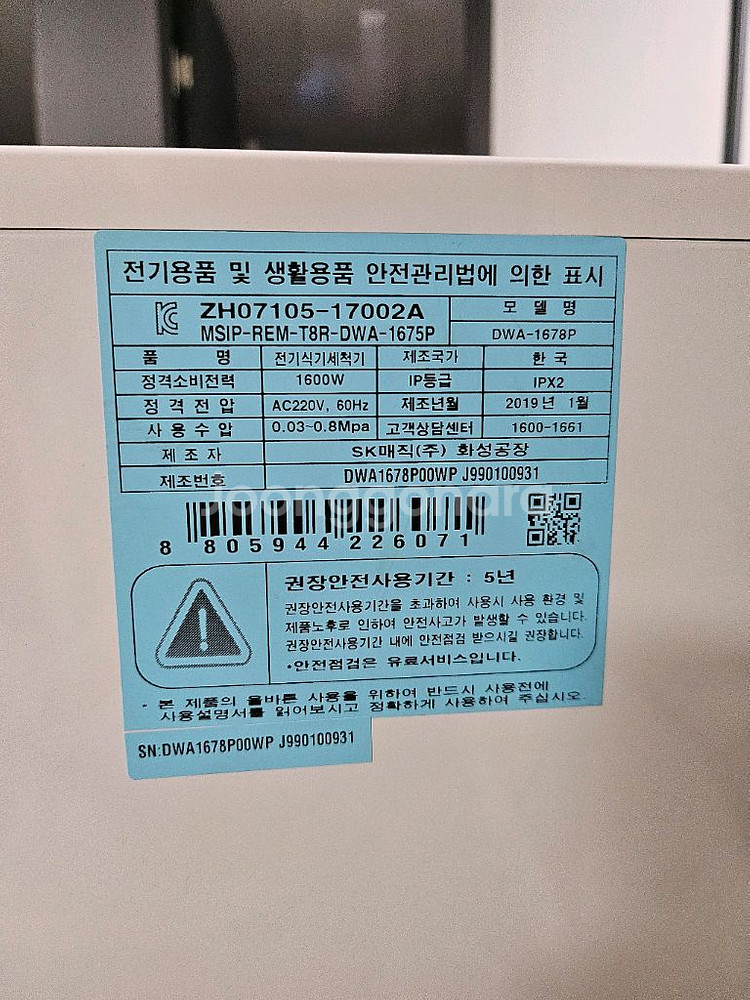 전기용품 및 생활용품 안전관리법에 의한 표시
ZH07105-17002A
MSIP-REM-T8R-DWA-1675P
모델명
DWA-1678P
품 명 전기식기세척기 제조국가 한 국
정격소비전력 1600W IP등급 IPX2
정격전압 AC220V, 60Hz 제조년월 2019년 1월
사용수압 0.03~0.8Mpa 고객상담센터 1600-1661
제조자 SK매직(주) 화성공장
제조번호 DWA1678P00WP J990100931
Joonggonara
8 805944 226071
권장안전사용기간 : 5년
권장안전사용기간을 초과하여 사용시 사용 환경 및
제품노후로 인하여 안전사고가 발생할 수 있습니다.
권장안전사용기간 내에 안전점검 받으시길 권장합니다.
•안전점검은 유료서비스입니다.
- 본 제품의 올바른 사용을 위하여 반드시 사용전에
사용설명서를 읽어보시고 정확하게 사용하여 주십시오.
SN:DWA1678P00WP J990100931